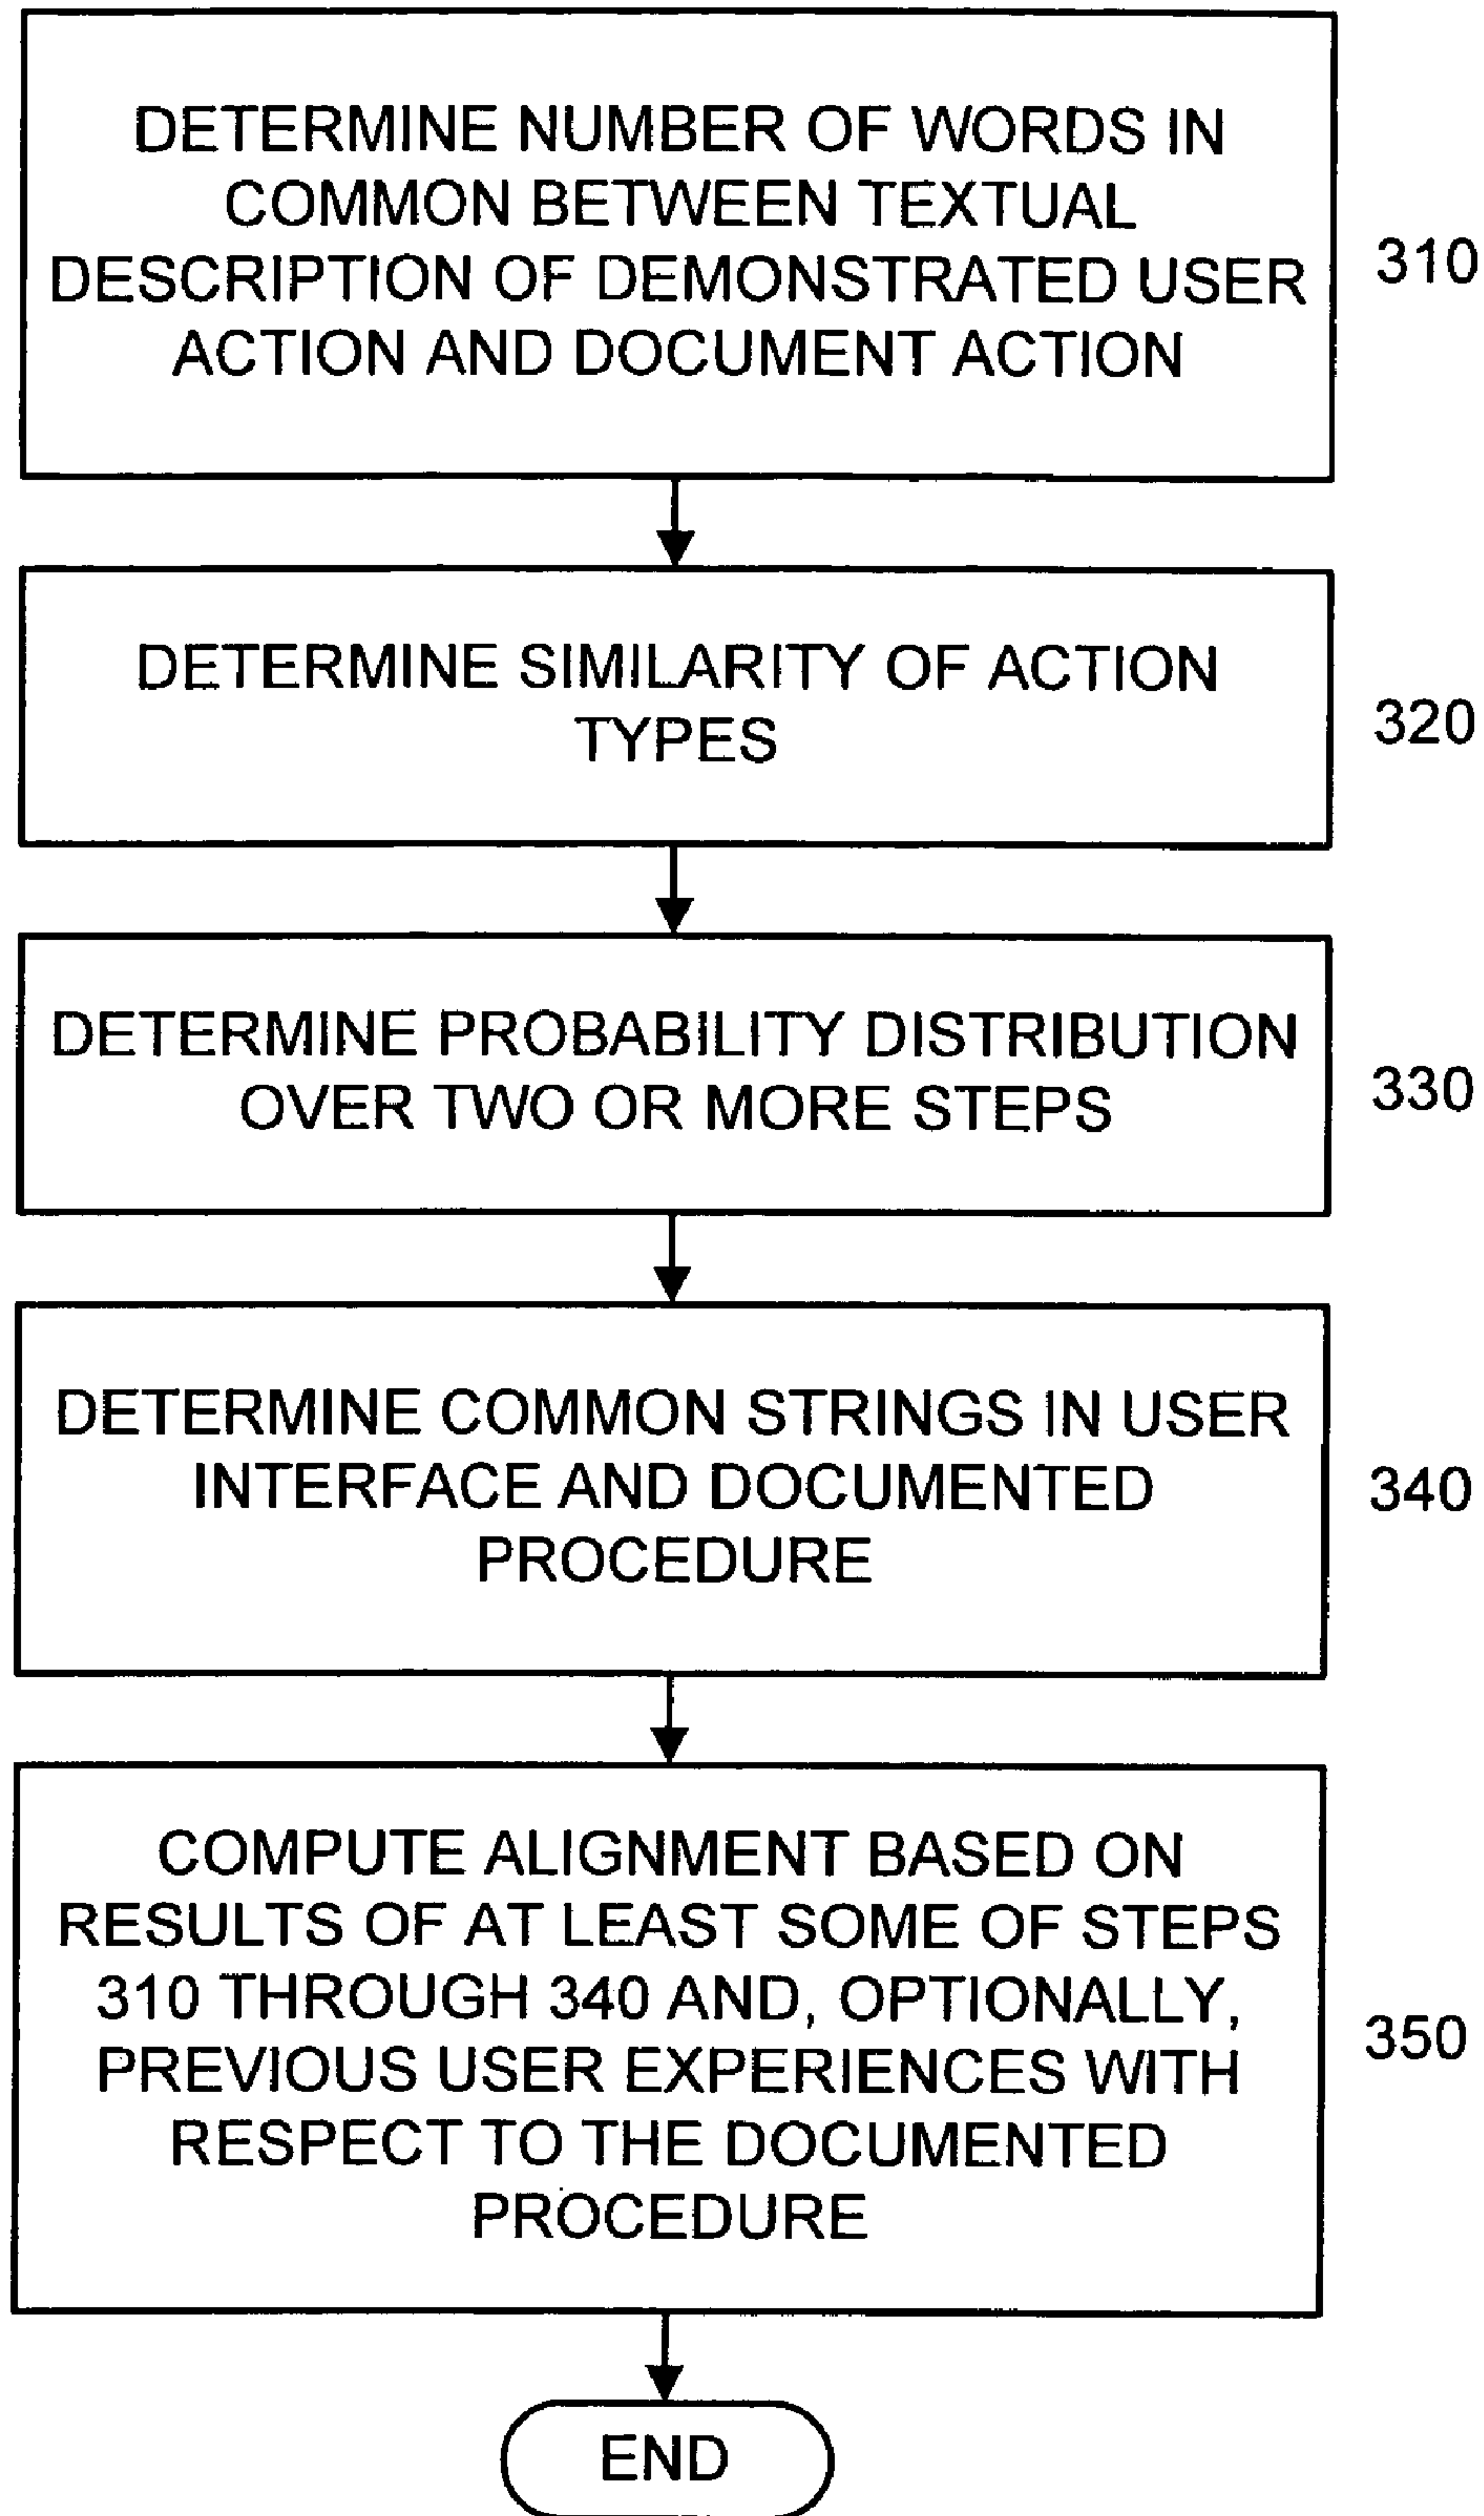 DETERMINE NUMBER OF WORDS IN
COMMON BETWEEN TEXTUAL
DESCRIPTION OF DEMONSTRATED USER
ACTION AND DOCUMENT ACTION
310
DETERMINE SIMILARITY OF ACTION
TYPES
320
DETERMINE PROBABILITY DISTRIBUTION
OVER TWO OR MORE STEPS
330
DETERMINE COMMON STRINGS IN USER
INTERFACE AND DOCUMENTED
PROCEDURE
340
COMPUTE ALIGNMENT BASED ON
RESULTS OF AT LEAST SOME OF STEPS
310 THROUGH 340 AND, OPTIONALLY,
PREVIOUS USER EXPERIENCES WITH
RESPECT TO THE DOCUMENTED
PROCEDURE
350
END